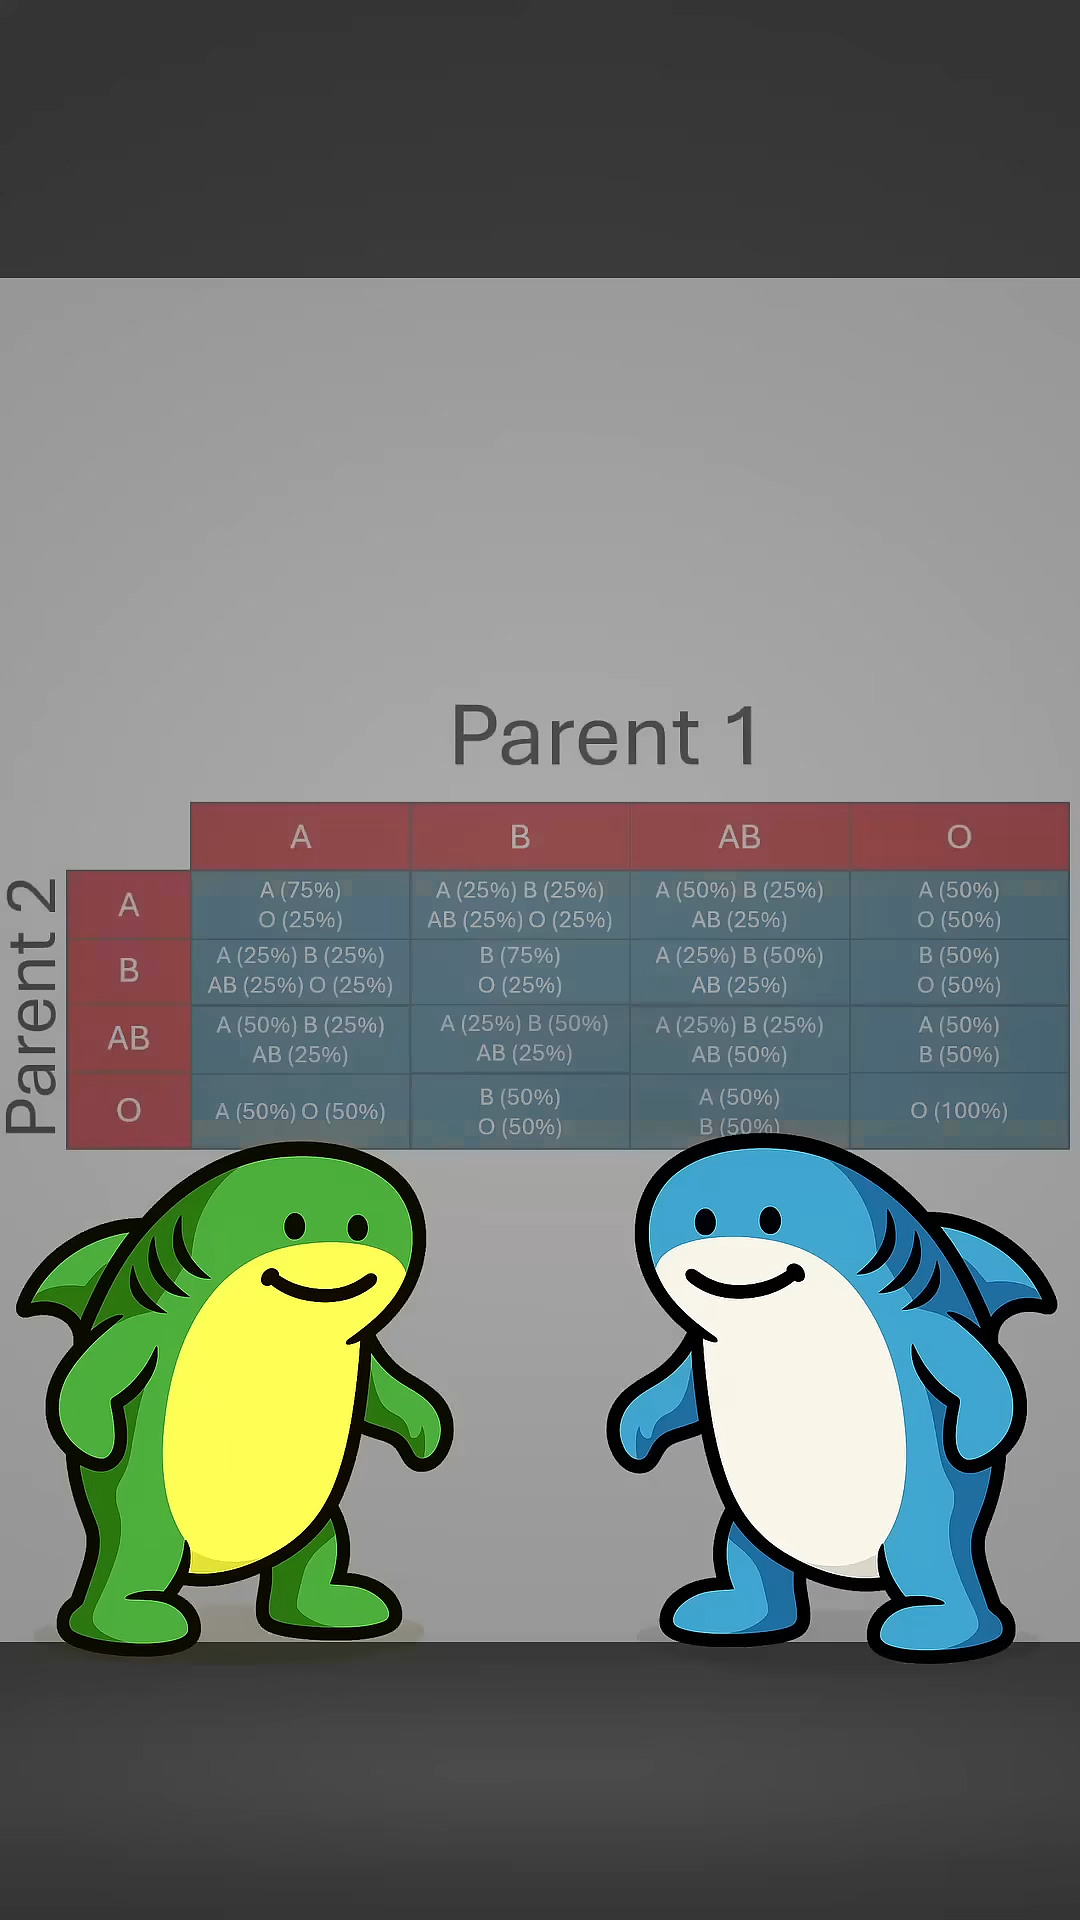 Parent 1
A B AB O
Parent 2
A
A (75%)
O (25%)
A (25%) B (25%)
AB (25%) O (25%)
A (50%) B (25%)
AB (25%)
A (50%)
O (50%)
B
A (25%) B (25%)
AB (25%) O (25%)
B (75%)
O (25%)
A (25%) B (50%)
AB (25%)
B (50%)
O (50%)
AB
A (50%) B (25%)
AB (25%)
A (25%) B (50%)
AB (25%)
A (25%) B (25%)
AB (50%)
A (50%)
B (50%)
O
A (50%) O (50%)
B (50%)
O (50%)
A (50%)
B (50%)
O (100%)